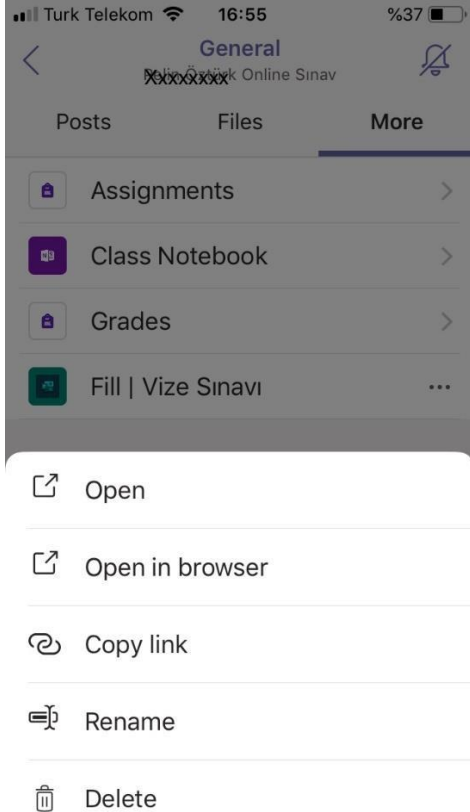 Turk Telekom 16:55 %37
General
Online Sınav
Posts Files More
Assignments
Class Notebook
Grades
Fill | Vize Sınavı
Open
Open in browser
Copy link
Rename
Delete